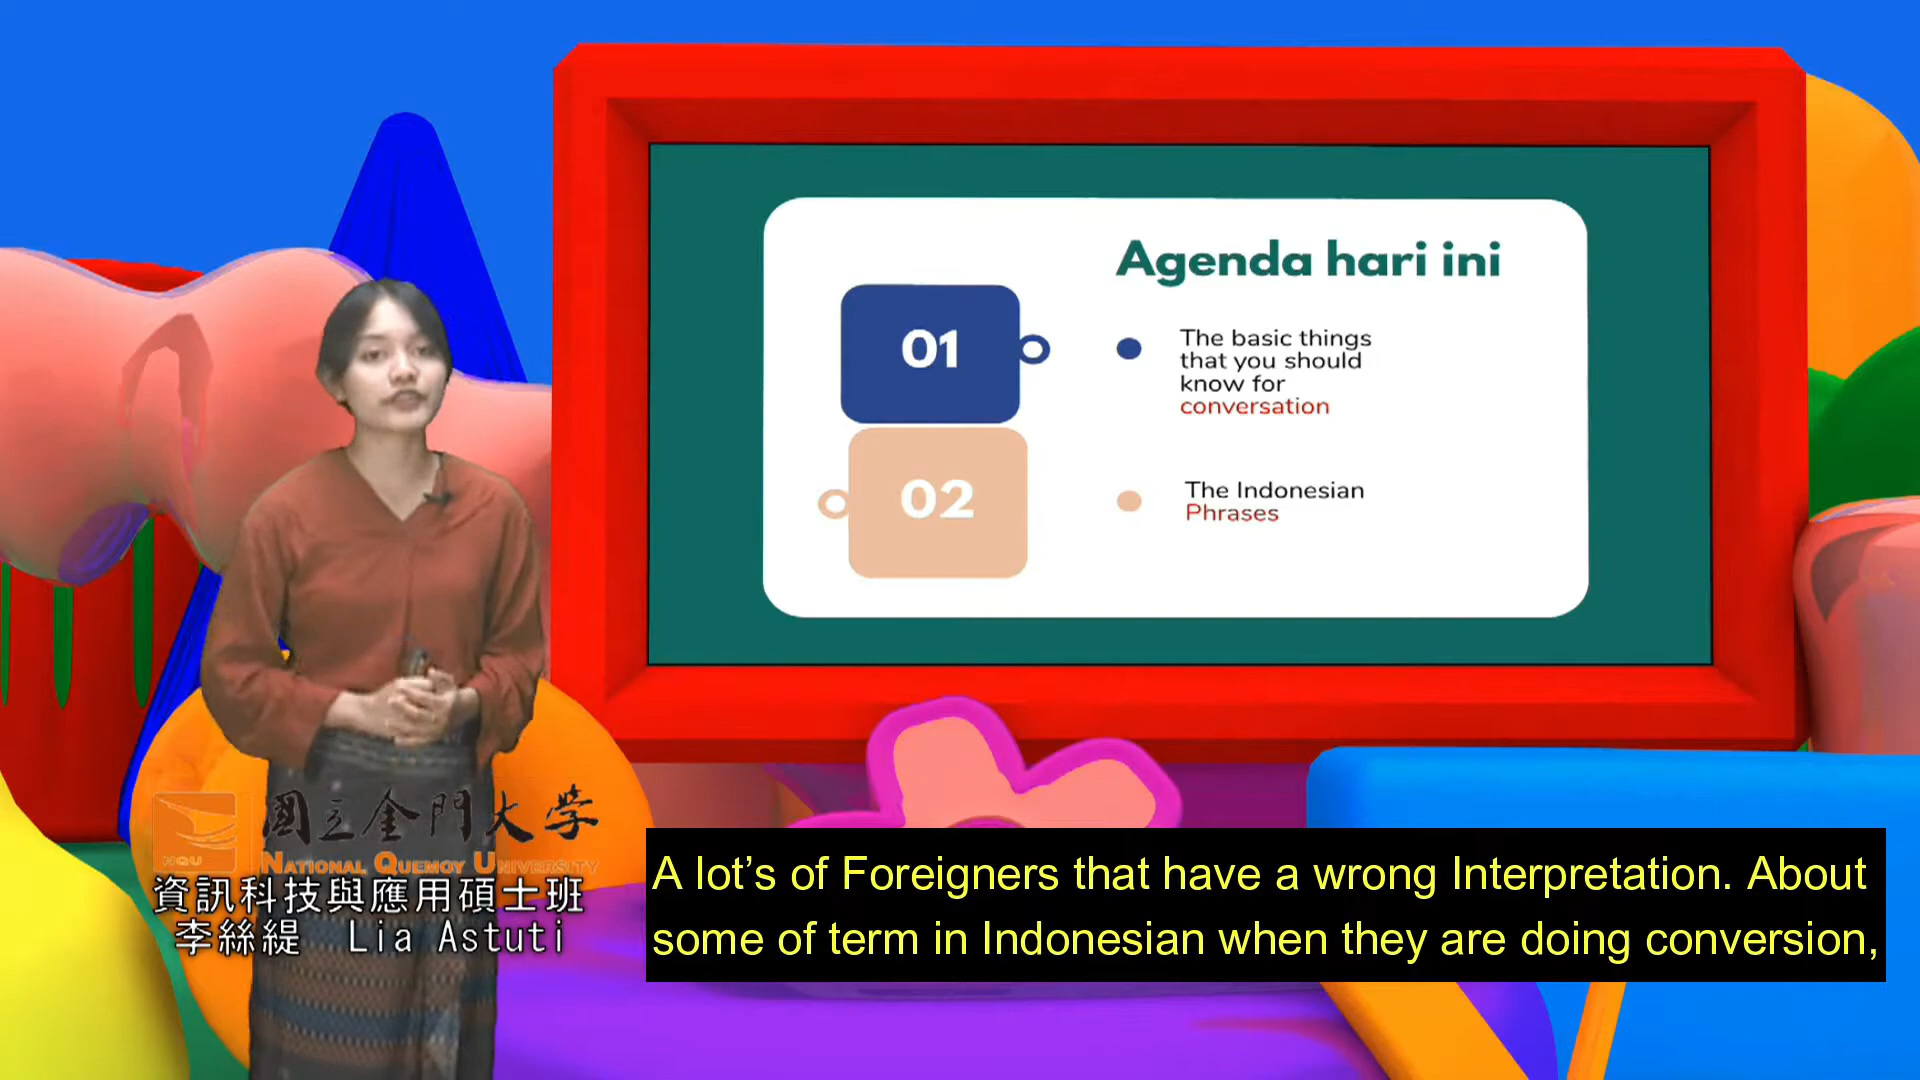 Agenda hari ini
01
The basic things
that you should
know for
conversation
02
The Indonesian
Phrases
NQU
國立金門大學
NATIONAL QUEMOY UNIVERSITY
資訊科技與應用碩士班
李絲緹 Lia Astuti
A lot’s of Foreigners that have a wrong Interpretation. About
some of term in Indonesian when they are doing conversion,